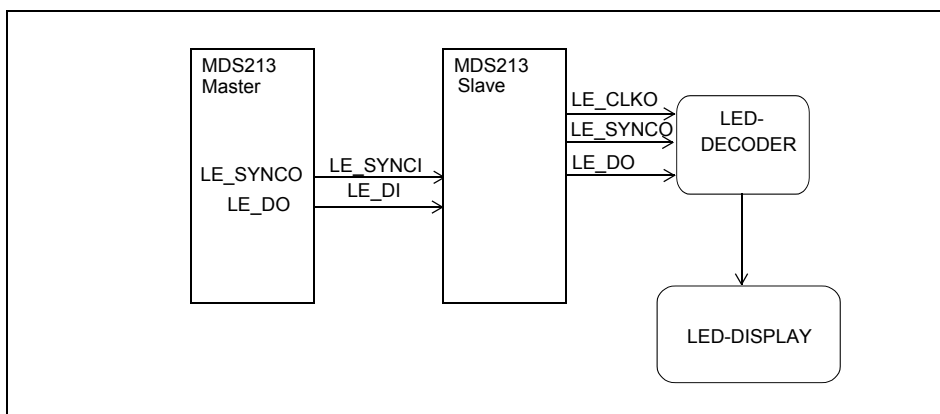 MDS213
Master
MDS213
Slave
LE_CLKO
LED-
DECODER
LE_SYNCO
LE_DO
LE_SYNCO
LE_SYNCI
LE_DO
LE_DI
LED-DISPLAY